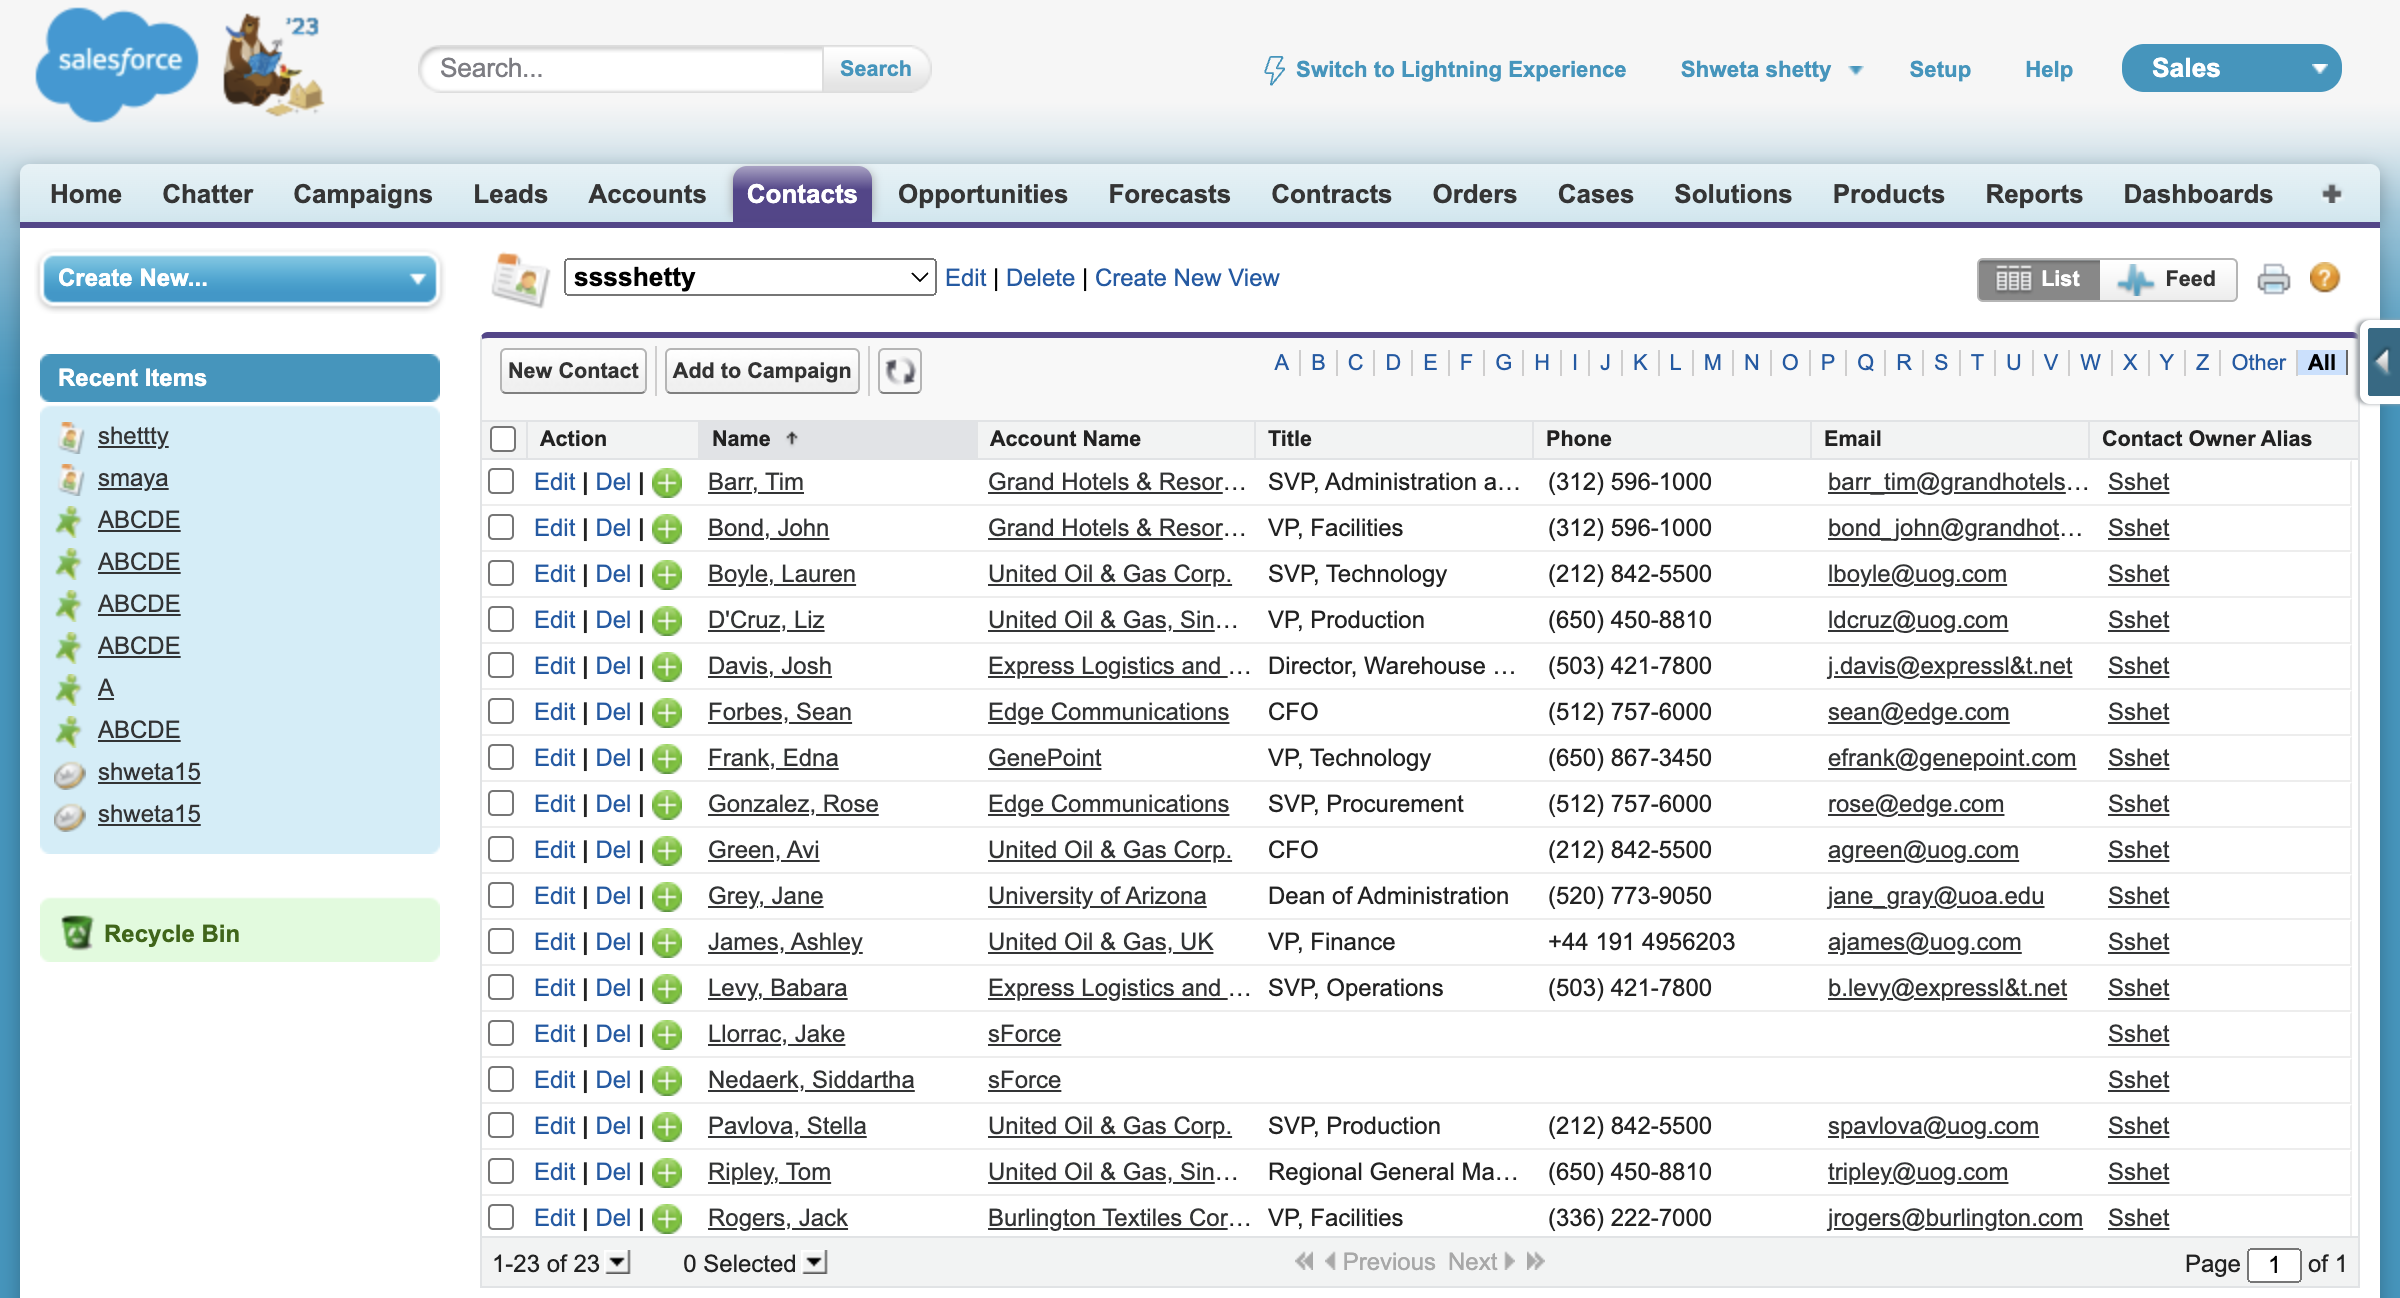 salesforce '23
Search... Search
Switch to Lightning Experience Shweta shetty Setup Help Sales
Home Chatter Campaigns Leads Accounts Contacts Opportunities Forecasts Contracts Orders Cases Solutions Products Reports Dashboards +
Create New...
Recent Items
shettty
smaya
ABCDE
ABCDE
ABCDE
ABCDE
A
ABCDE
shweta15
shweta15
Recycle Bin
sssshetty Edit | Delete | Create New View
List Feed ?
New Contact Add to Campaign
A | B | C | D | E | F | G | H | I | J | K | L | M | N | O | P | Q | R | S | T | U | V | W | X | Y | Z | Other | All
Action Name Account Name Title Phone Email Contact Owner Alias
Edit | Del | Barr, Tim Grand Hotels & Resor... SVP, Administration a... (312) 596-1000 barr_tim@grandhotels... Sshet
Edit | Del | Bond, John Grand Hotels & Resor... VP, Facilities (312) 596-1000 bond_john@grandhot... Sshet
Edit | Del | Boyle, Lauren United Oil & Gas Corp. SVP, Technology (212) 842-5500 lboyle@uog.com Sshet
Edit | Del | D'Cruz, Liz United Oil & Gas, Sin... VP, Production (650) 450-8810 ldcruz@uog.com Sshet
Edit | Del | Davis, Josh Express Logistics and ... Director, Warehouse ... (503) 421-7800 j.davis@expressl&t.net Sshet
Edit | Del | Forbes, Sean Edge Communications CFO (512) 757-6000 sean@edge.com Sshet
Edit | Del | Frank, Edna GenePoint VP, Technology (650) 867-3450 efrank@genepoint.com Sshet
Edit | Del | Gonzalez, Rose Edge Communications SVP, Procurement (512) 757-6000 rose@edge.com Sshet
Edit | Del | Green, Avi United Oil & Gas Corp. CFO (212) 842-5500 agreen@uog.com Sshet
Edit | Del | Grey, Jane University of Arizona Dean of Administration (520) 773-9050 jane_gray@uoa.edu Sshet
Edit | Del | James, Ashley United Oil & Gas, UK VP, Finance +44 191 4956203 ajames@uog.com Sshet
Edit | Del | Levy, Babara Express Logistics and ... SVP, Operations (503) 421-7800 b.levy@expressl&t.net Sshet
Edit | Del | Llorrac, Jake sForce Sshet
Edit | Del | Nedaerk, Siddartha sForce Sshet
Edit | Del | Pavlova, Stella United Oil & Gas Corp. SVP, Production (212) 842-5500 spavlova@uog.com Sshet
Edit | Del | Ripley, Tom United Oil & Gas, Sin... Regional General Ma... (650) 450-8810 tripley@uog.com Sshet
Edit | Del | Rogers, Jack Burlington Textiles Cor... VP, Facilities (336) 222-7000 jrogers@burlington.com Sshet
1-23 of 23 0 Selected Previous Next Page 1 of 1